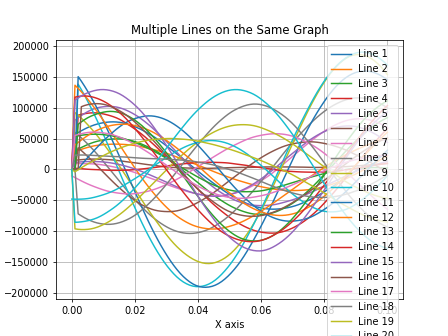 Multiple Lines on the Same Graph
200000
150000
100000
50000
0
−50000
−100000
−150000
−200000
0.00
0.02
0.04
0.06
X axis
Line 1
Line 2
Line 3
Line 4
Line 5
Line 6
Line 7
Line 8
Line 9
Line 10
Line 11
Line 12
Line 13
Line 14
Line 15
Line 16
Line 17
Line 18
Line 19
Line 20